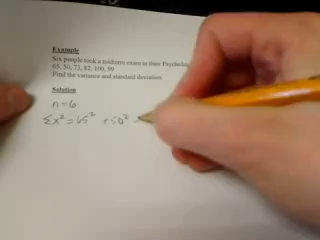 Example
Six people took a midterm exam in their Psychology
65, 50, 73, 82, 100, 99
Find the variance and standard deviation.
Solution
n = 6
Σx² = 65² + 50²